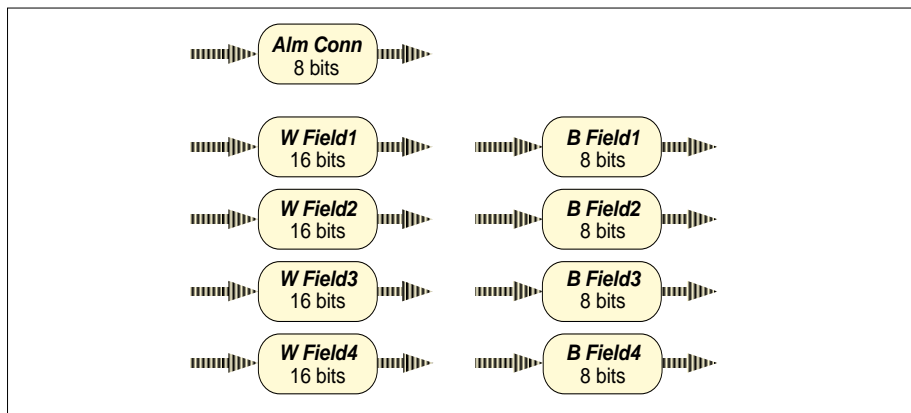 Alm Conn
8 bits
W Field1
16 bits
B Field1
8 bits
W Field2
16 bits
B Field2
8 bits
W Field3
16 bits
B Field3
8 bits
W Field4
16 bits
B Field4
8 bits